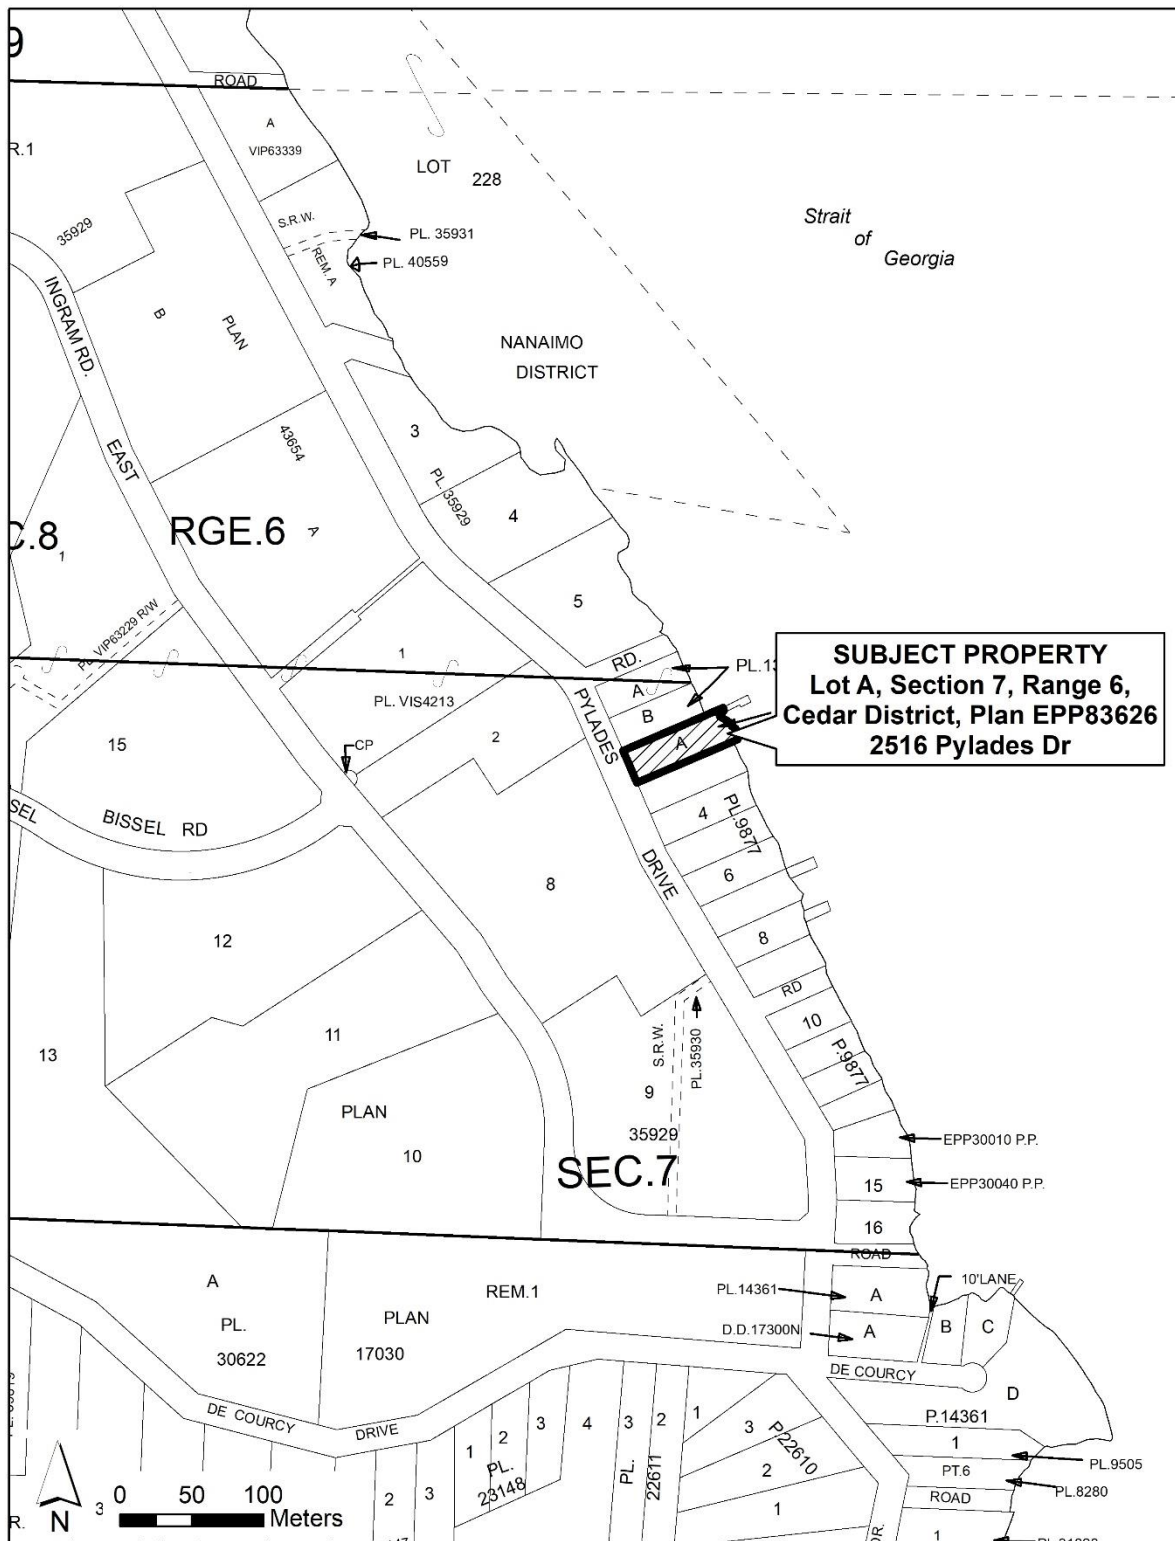 9
ROAD
A
VIP63339
R.1
LOT
228
S.R.W.
35929
PL. 35931
REM. A
PL. 40559
Strait
of
Georgia
INGRAM RD.
B
PLAN
NANAIMO
DISTRICT
EAST
43654
A
3
PL. 35929
4
C.8
1
RGE.6
5
PL. VIP63229 R/W
1
RD.
A
PL.13
B
PL. VIS4213
SUBJECT PROPERTY
Lot A, Section 7, Range 6,
Cedar District, Plan EPP83626
2516 Pylades Dr
A
PYLADES
DRIVE
15
CP
2
4
PL.9877
SEL
BISSEL RD
6
8
8
12
RD
10
11
13
S.R.W.
PL.35930
P.9877
9
PLAN
35929
10
SEC.7
EPP30010 P.P.
15
EPP30040 P.P.
16
ROAD
A
REM.1
PL.14361
A
10'LANE
PL.
PLAN
B
C
30622
17030
D.D.17300N
A
DE COURCY
D
DE COURCY
DRIVE
P.14361
1
2
3
4
3
2
1
3
P22610
PL.
23148
PL.
22611
2
1
1
PL.9505
PT.6
PL.8280
ROAD
1
DR.
2
3
3
R.
N
0 50 100
Meters